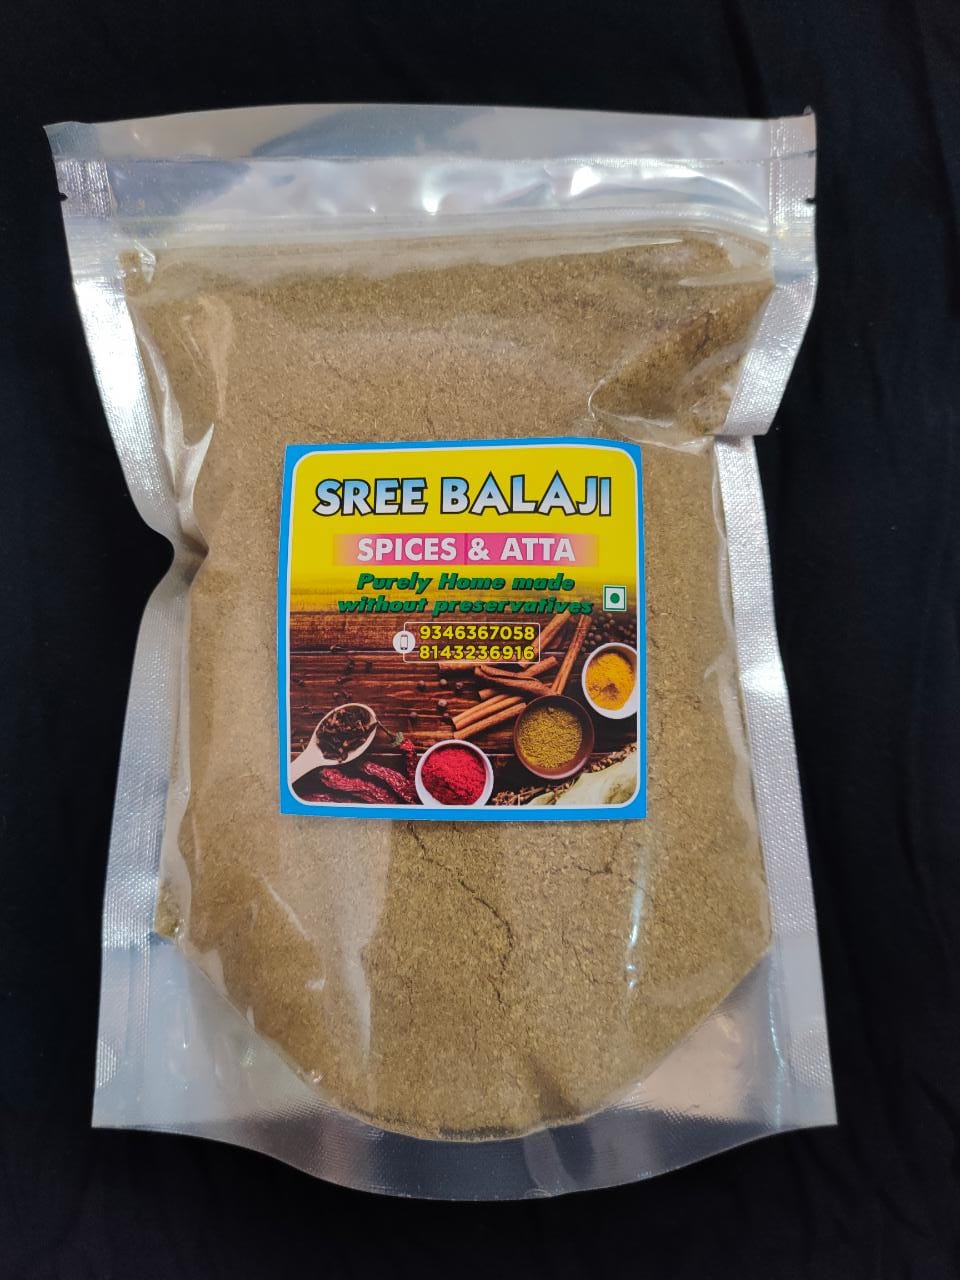 SREE BALAJI
SPICES & ATTA
Purely Home made
without preservatives
9346367058
8143236916